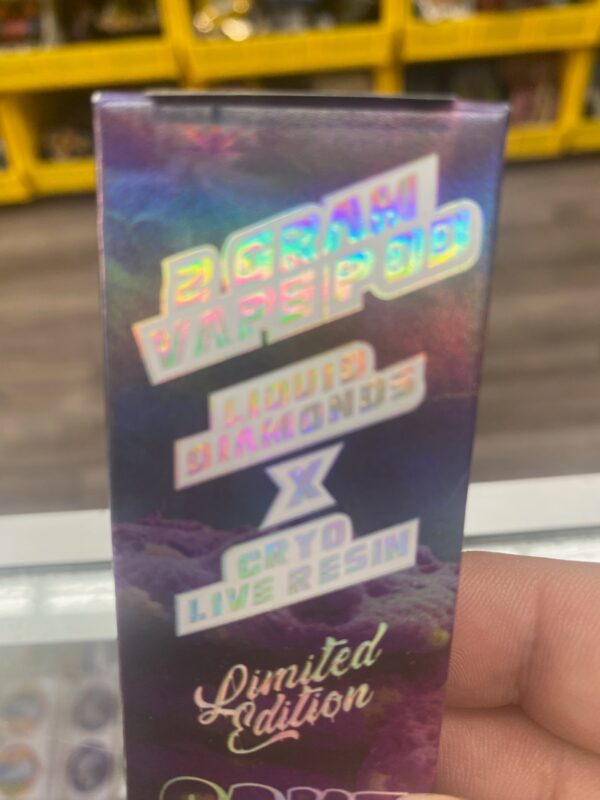 2 GRAM
VAPE POD
LIQUID
DIAMONDS
X
CRYO
LIVE RESIN
Limited
Edition